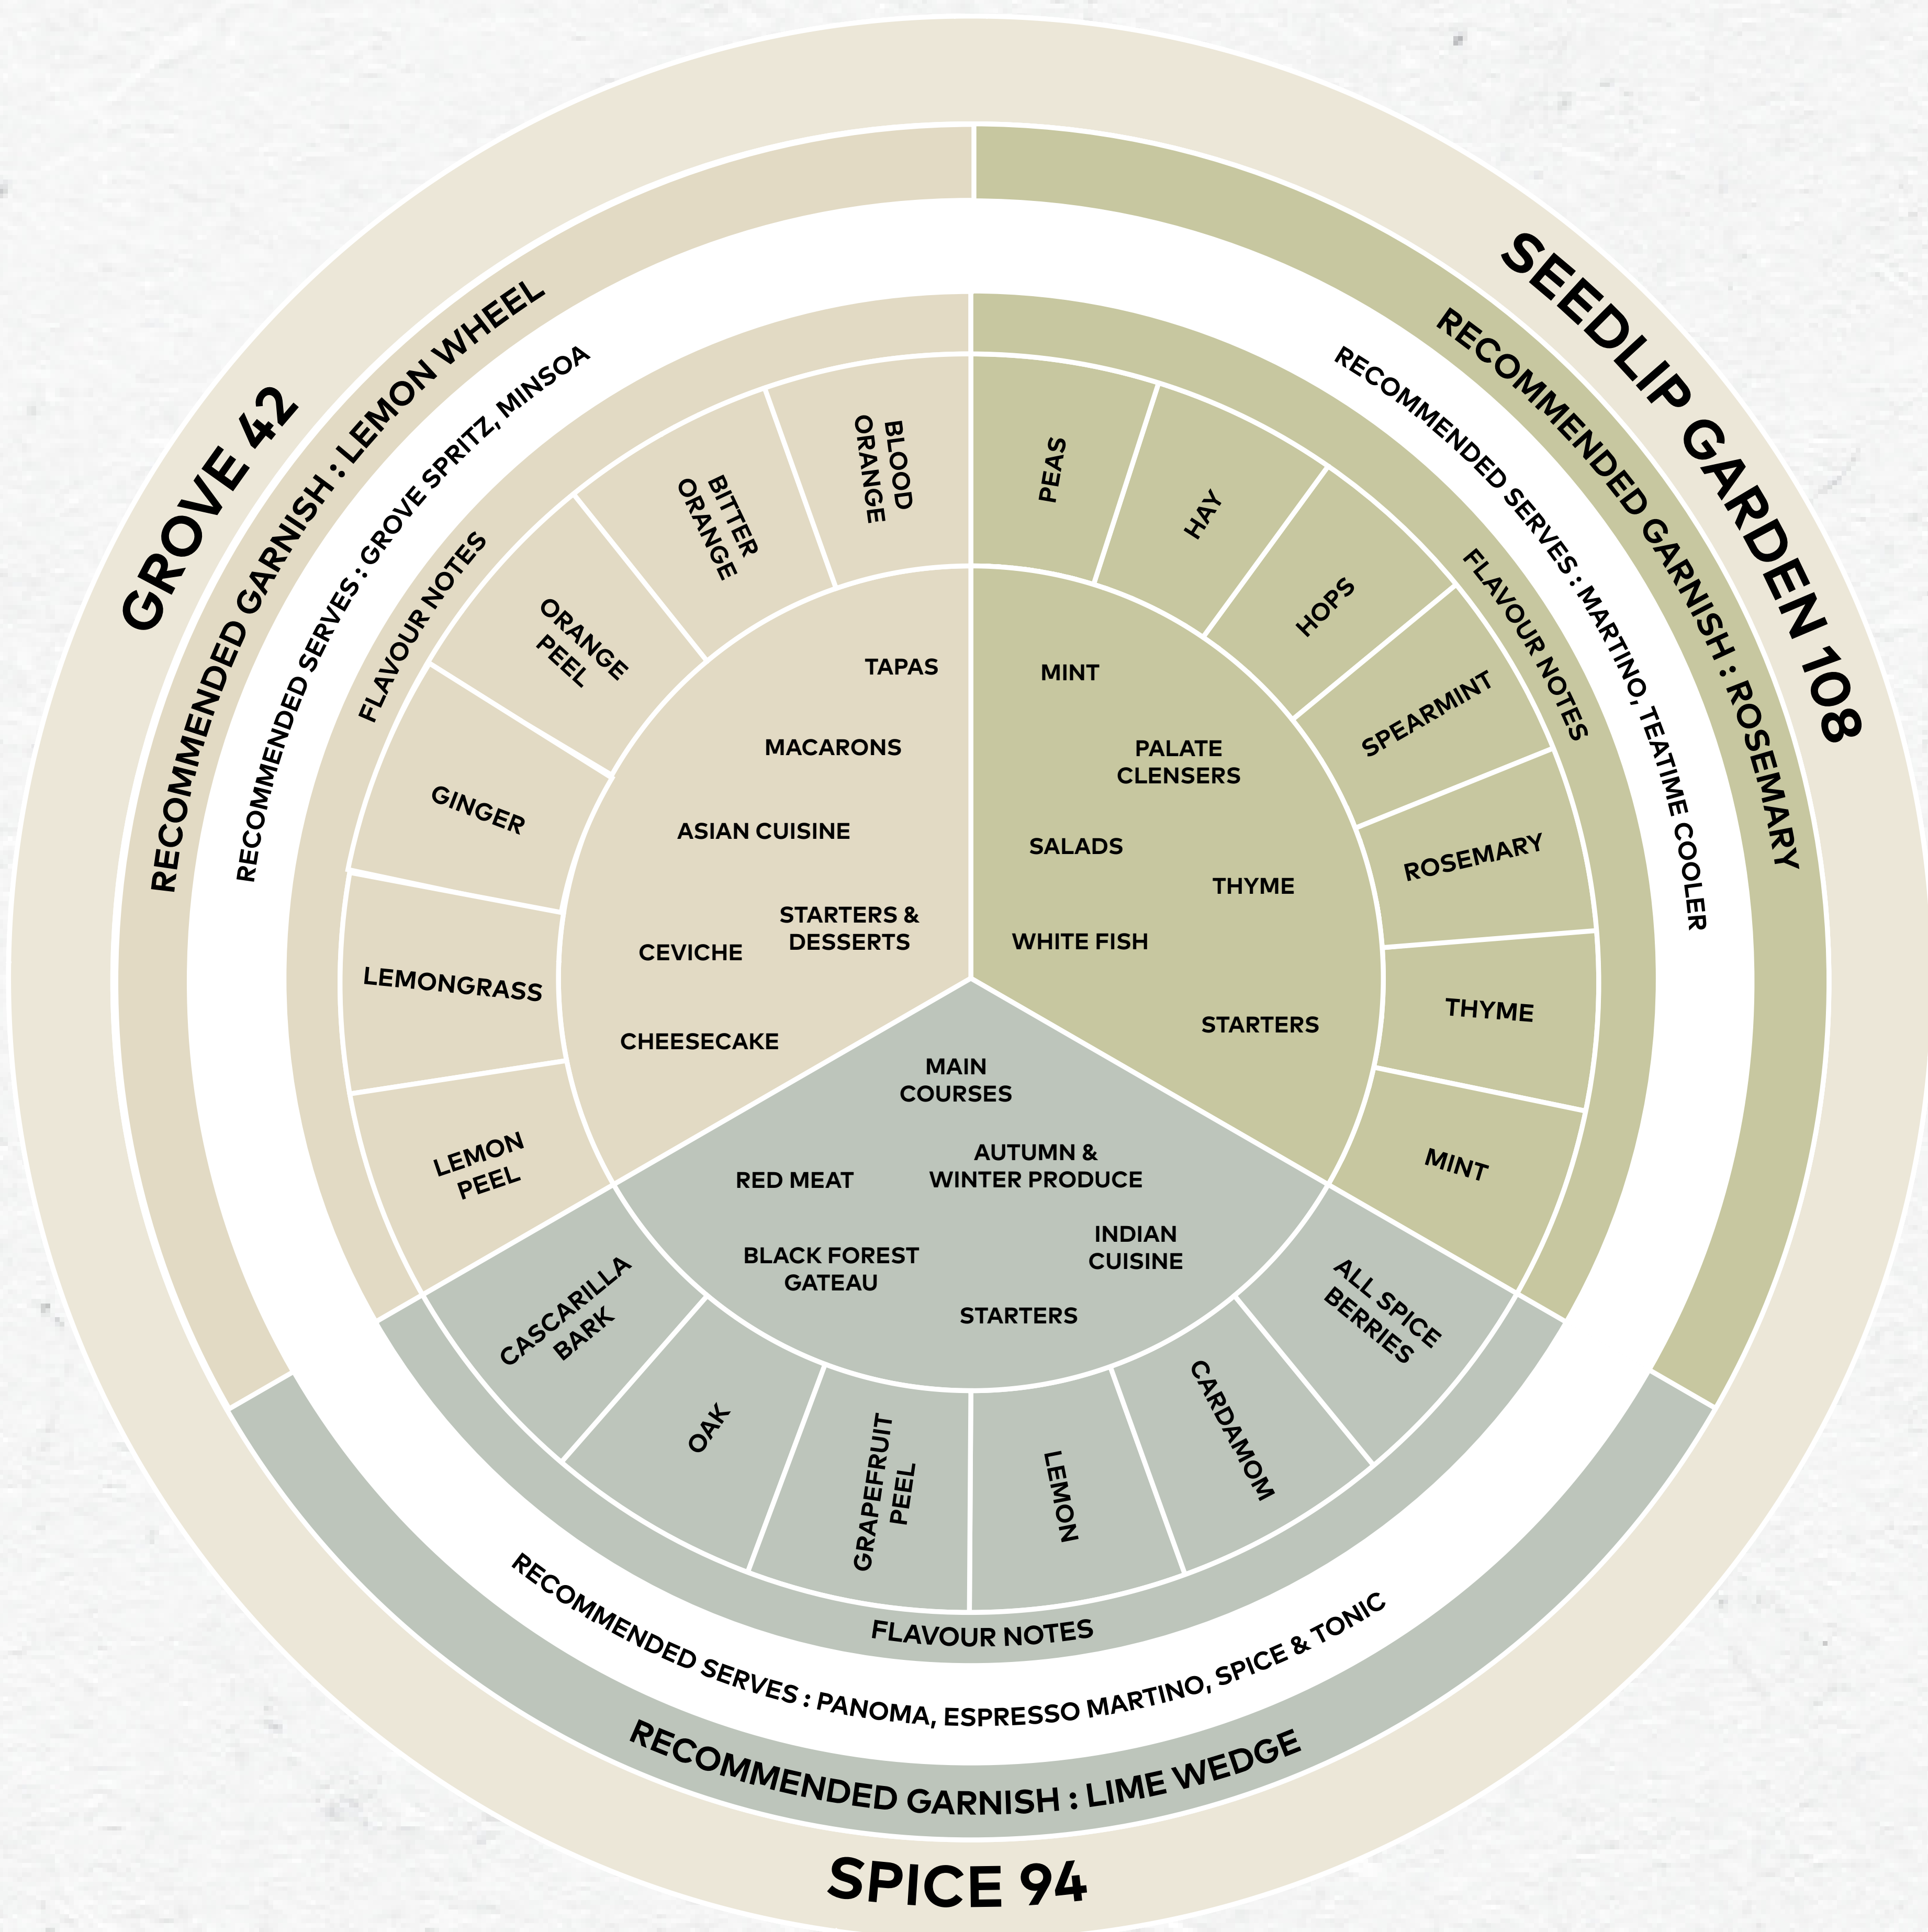 GROVE 42
RECOMMENDED GARNISH : LEMON WHEEL
RECOMMENDED SERVES : GROVE SPRITZ, MINSOA
FLAVOUR NOTES
BLOOD
ORANGE
BITTER
ORANGE
ORANGE
PEEL
GINGER
LEMONGRASS
LEMON
PEEL
TAPAS
MACARONS
ASIAN CUISINE
STARTERS &
DESSERTS
CEVICHE
CHEESECAKE
SEEDLIP GARDEN 108
RECOMMENDED GARNISH : ROSEMARY
RECOMMENDED SERVES : MARTINO, TEATIME COOLER
FLAVOUR NOTES
PEAS
HAY
HOPS
SPEARMINT
ROSEMARY
THYME
MINT
MINT
PALATE
CLENSERS
SALADS
THYME
WHITE FISH
STARTERS
MAIN
COURSES
AUTUMN &
WINTER PRODUCE
RED MEAT
INDIAN
CUISINE
BLACK FOREST
GATEAU
STARTERS
CASCARILLA
BARK
OAK
GRAPEFRUIT
PEEL
LEMON
CARDAMOM
ALL SPICE
BERRIES
FLAVOUR NOTES
RECOMMENDED SERVES : PANOMA, ESPRESSO MARTINO, SPICE & TONIC
RECOMMENDED GARNISH : LIME WEDGE
SPICE 94